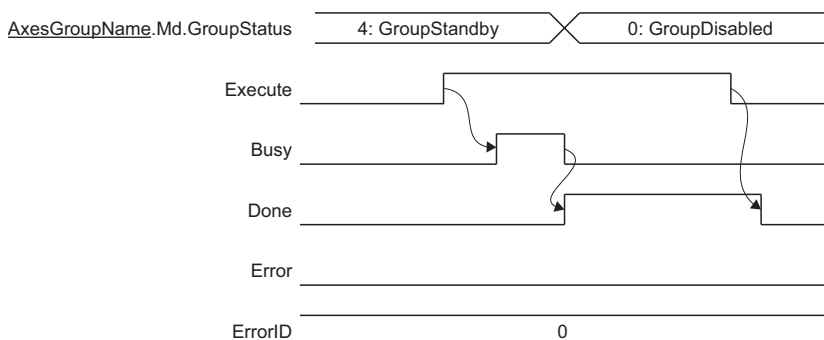 AxesGroupName.Md.GroupStatus 4: GroupStandby 0: GroupDisabled
Execute
Busy
Done
Error
ErrorID 0